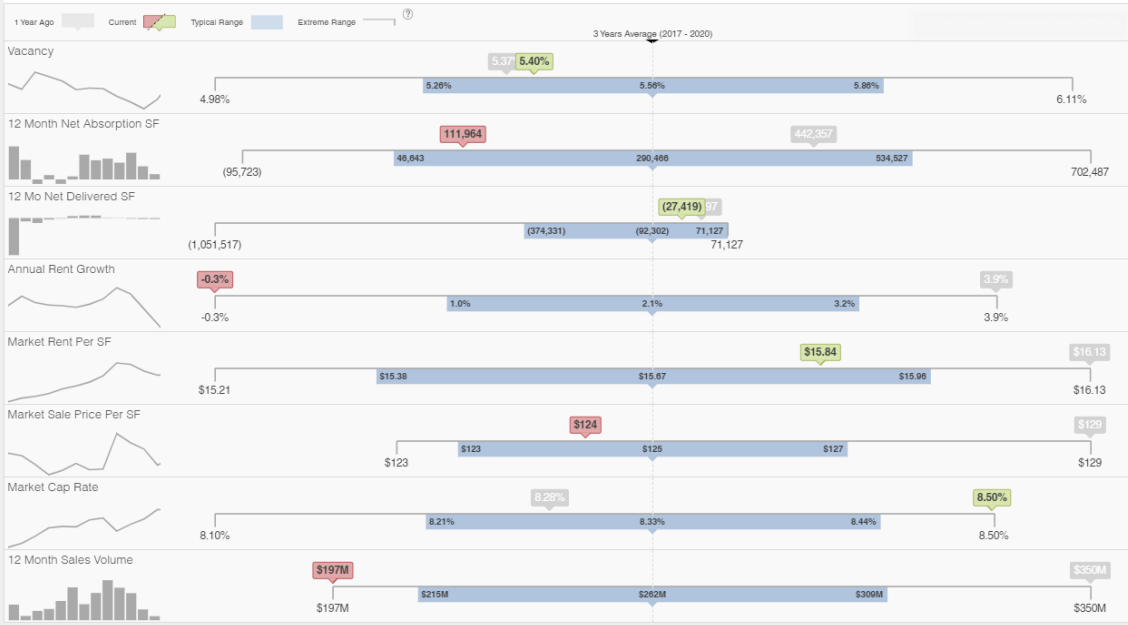 1 Year Ago Current Typical Range Extreme Range ?
3 Years Average (2017 - 2020)
Vacancy
5.37 5.40%
5.26% 5.56% 5.86%
4.98% 6.11%
12 Month Net Absorption SF
111,964 442,357
46,643 290,466 534,527
(95,723) 702,487
12 Mo Net Delivered SF
(27,419) 97
(374,331) (92,302) 71,127
(1,051,517) 71,127
Annual Rent Growth
-0.3% 3.9%
1.0% 2.1% 3.2%
-0.3% 3.9%
Market Rent Per SF
$15.84 $16.13
$15.38 $15.67 $15.96
$15.21 $16.13
Market Sale Price Per SF
$124 $129
$123 $125 $127
$123 $129
Market Cap Rate
8.28% 8.50%
8.21% 8.33% 8.44%
8.10% 8.50%
12 Month Sales Volume
$197M $350M
$215M $262M $309M
$197M $350M